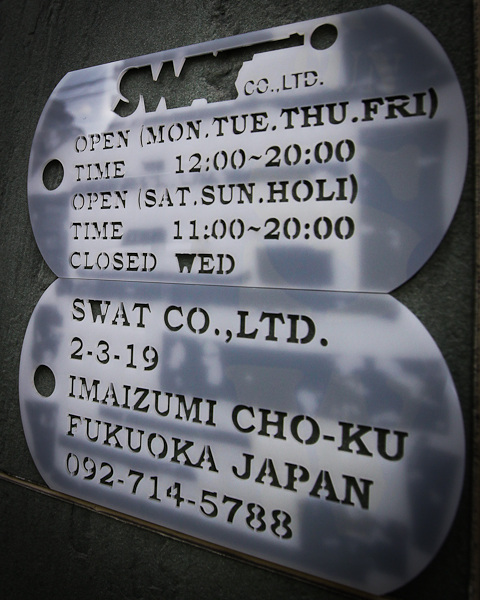 SWAT CO.,LTD.
OPEN (MON.TUE.THU.FRI)
TIME 12:00~20:00
OPEN (SAT.SUN.HOLI)
TIME 11:00~20:00
CLOSED WED
SWAT CO.,LTD.
2-3-19
IMAIZUMI CHO-KU
FUKUOKA JAPAN
092-714-5788